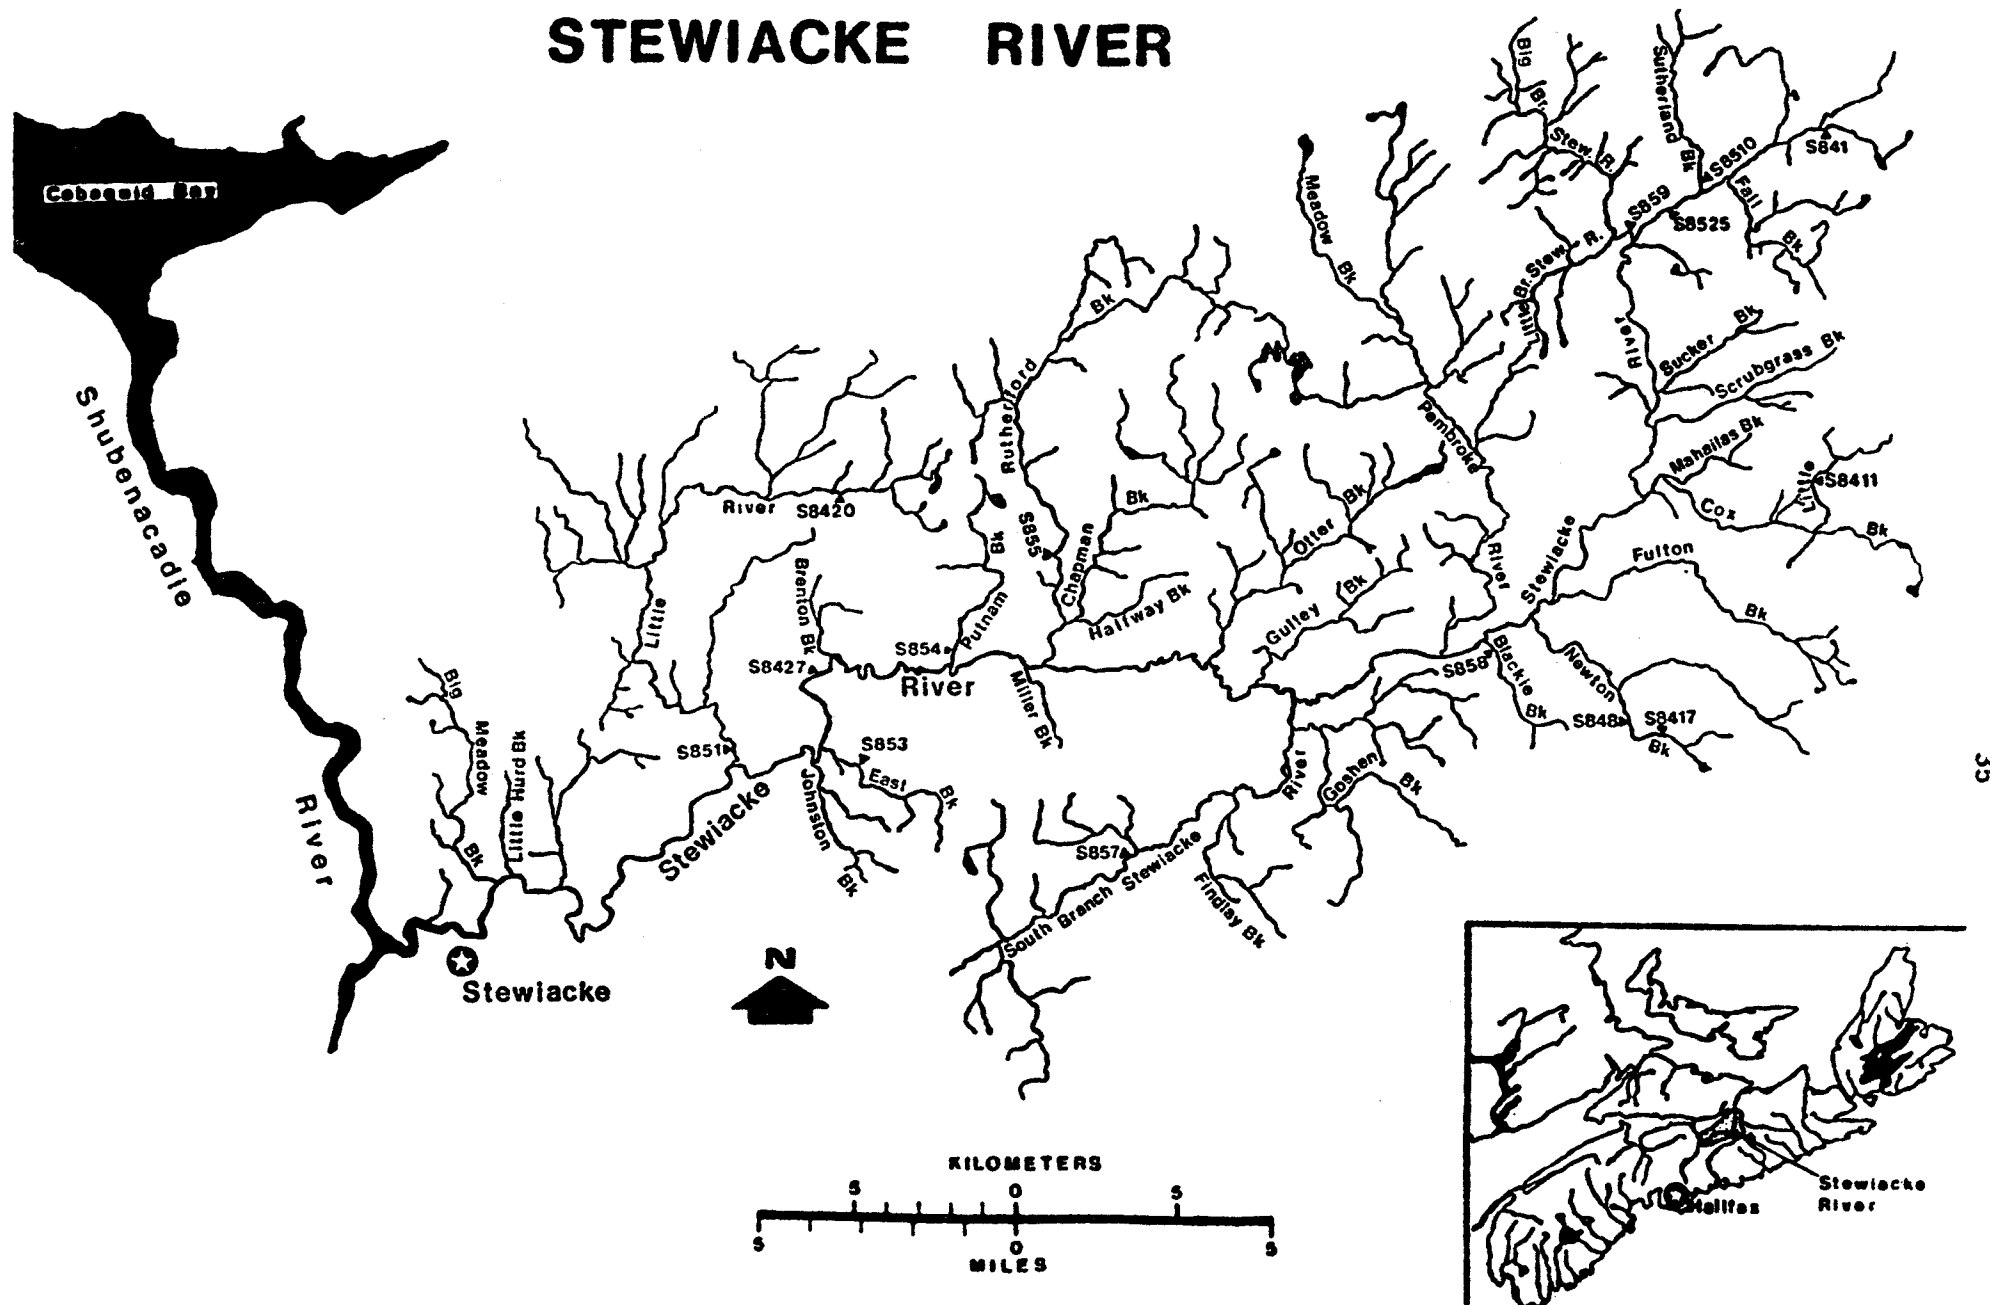 STEWIACKE RIVER
Cobequid Bay
Shubenacadie
River
Big
Meadow
Bk
Little Hurd Bk
Stewiacke
Little
River
S8420
S851
Stewiacke
Brenton Bk
S8427
S853
East
Bk
Johnston
Bk
S854
River
Putnam
Bk
Miller Bk
Rutherford
Bk
S855
Chapman
Bk
Halfway Bk
Otter
Bk
Gulley
Bk
Meadow
Bk
Pembroke
River
Big
Br.
Stew. R.
Little Br. Stew. R.
Sutherland
Bk
S8510
S841
S859
S8525
Fall
Bk
River
Sucker Bk
Scrubgrass Bk
Mahailas Bk
Little
S8411
Cox
Bk
Stewiacke
Fulton
Bk
Newton
S848
S8417
Bk
S858
Blackie
Bk
River
Goshen
Bk
S857
South Branch Stewiacke
Findlay Bk
N
KILOMETERS
5 0 5
5 0 5
MILES
Stewiacke
River
Halifax
35